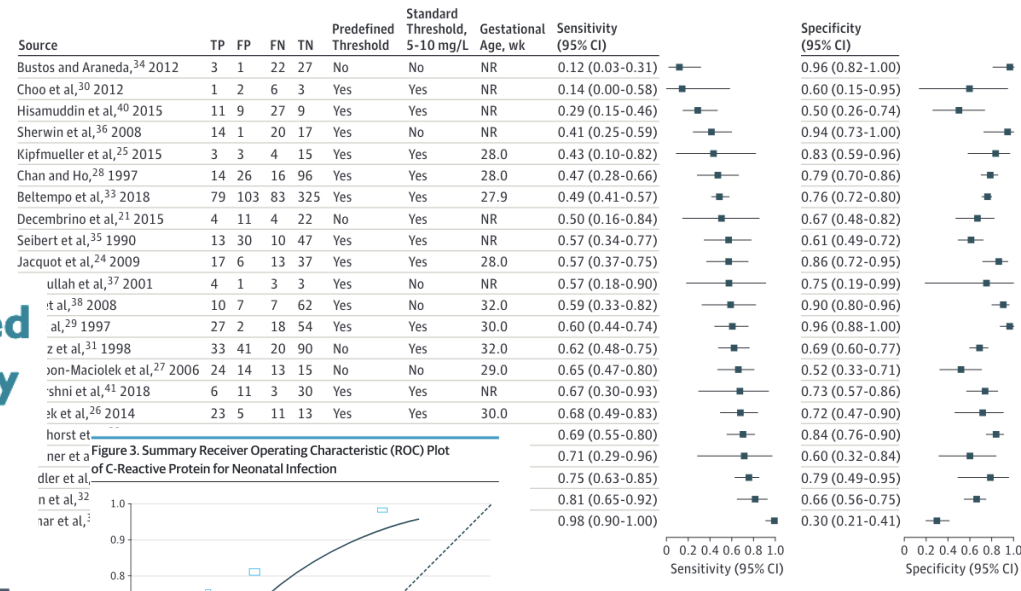 Source TP FP FN TN Predefined Threshold Standard Threshold, 5-10 mg/L Gestational Age, wk Sensitivity (95% CI) Specificity (95% CI)
Bustos and Araneda,34 2012 3 1 22 27 No No NR 0.12 (0.03-0.31) 0.96 (0.82-1.00)
Choo et al,30 2012 1 2 6 3 Yes Yes NR 0.14 (0.00-0.58) 0.60 (0.15-0.95)
Hisamuddin et al,40 2015 11 9 27 9 Yes Yes NR 0.29 (0.15-0.46) 0.50 (0.26-0.74)
Sherwin et al,36 2008 14 1 20 17 Yes No NR 0.41 (0.25-0.59) 0.94 (0.73-1.00)
Kipfmueller et al,25 2015 3 3 4 15 Yes Yes 28.0 0.43 (0.10-0.82) 0.83 (0.59-0.96)
Chan and Ho,28 1997 14 26 16 96 Yes Yes 28.0 0.47 (0.28-0.66) 0.79 (0.70-0.86)
Beltempo et al,33 2018 79 103 83 325 Yes Yes 27.9 0.49 (0.41-0.57) 0.76 (0.72-0.80)
Decembrino et al,21 2015 4 11 4 22 No Yes NR 0.50 (0.16-0.84) 0.67 (0.48-0.82)
Seibert et al,35 1990 13 30 10 47 Yes Yes NR 0.57 (0.34-0.77) 0.61 (0.49-0.72)
Jacquot et al,24 2009 17 6 13 37 Yes Yes 28.0 0.57 (0.37-0.75) 0.86 (0.72-0.95)
ullah et al,37 2001 4 1 3 3 Yes No NR 0.57 (0.18-0.90) 0.75 (0.19-0.99)
et al,38 2008 10 7 7 62 Yes No 32.0 0.59 (0.33-0.82) 0.90 (0.80-0.96)
ed
al,29 1997 27 2 18 54 Yes Yes 30.0 0.60 (0.44-0.74) 0.96 (0.88-1.00)
z et al,31 1998 33 41 20 90 No Yes 32.0 0.62 (0.48-0.75) 0.69 (0.60-0.77)
on-Maciolek et al,27 2006 24 14 13 15 No No 29.0 0.65 (0.47-0.80) 0.52 (0.33-0.71)
y
rshni et al,41 2018 6 11 3 30 Yes Yes NR 0.67 (0.30-0.93) 0.73 (0.57-0.86)
ek et al,26 2014 23 5 11 13 Yes Yes 30.0 0.68 (0.49-0.83) 0.72 (0.47-0.90)
horst et 0.69 (0.55-0.80) 0.84 (0.76-0.90)
ner et a 0.71 (0.29-0.96) 0.60 (0.32-0.84)
dler et al, 0.75 (0.63-0.85) 0.79 (0.49-0.95)
n et al,32 0.81 (0.65-0.92) 0.66 (0.56-0.75)
nar et al, 0.98 (0.90-1.00) 0.30 (0.21-0.41)
Figure 3. Summary Receiver Operating Characteristic (ROC) Plot
of C-Reactive Protein for Neonatal Infection
1.0
0.9
0.8
0 0.2 0.4 0.6 0.8 1.0
Sensitivity (95% CI)
0 0.2 0.4 0.6 0.8 1.0
Specificity (95% CI)